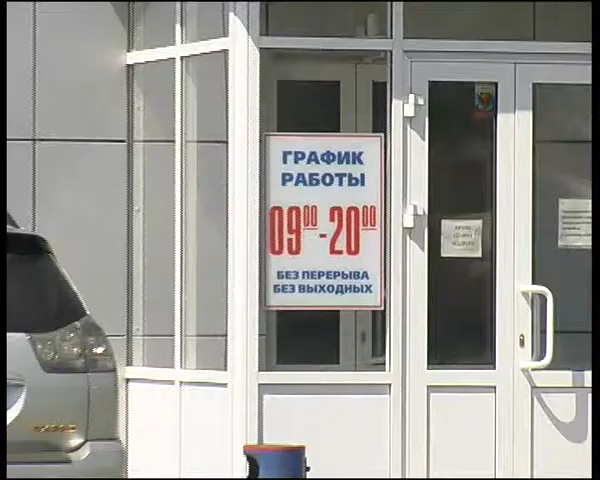 ГРАФИК
РАБОТЫ
09⁰⁰-20⁰⁰
БЕЗ ПЕРЕРЫВА
БЕЗ ВЫХОДНЫХ